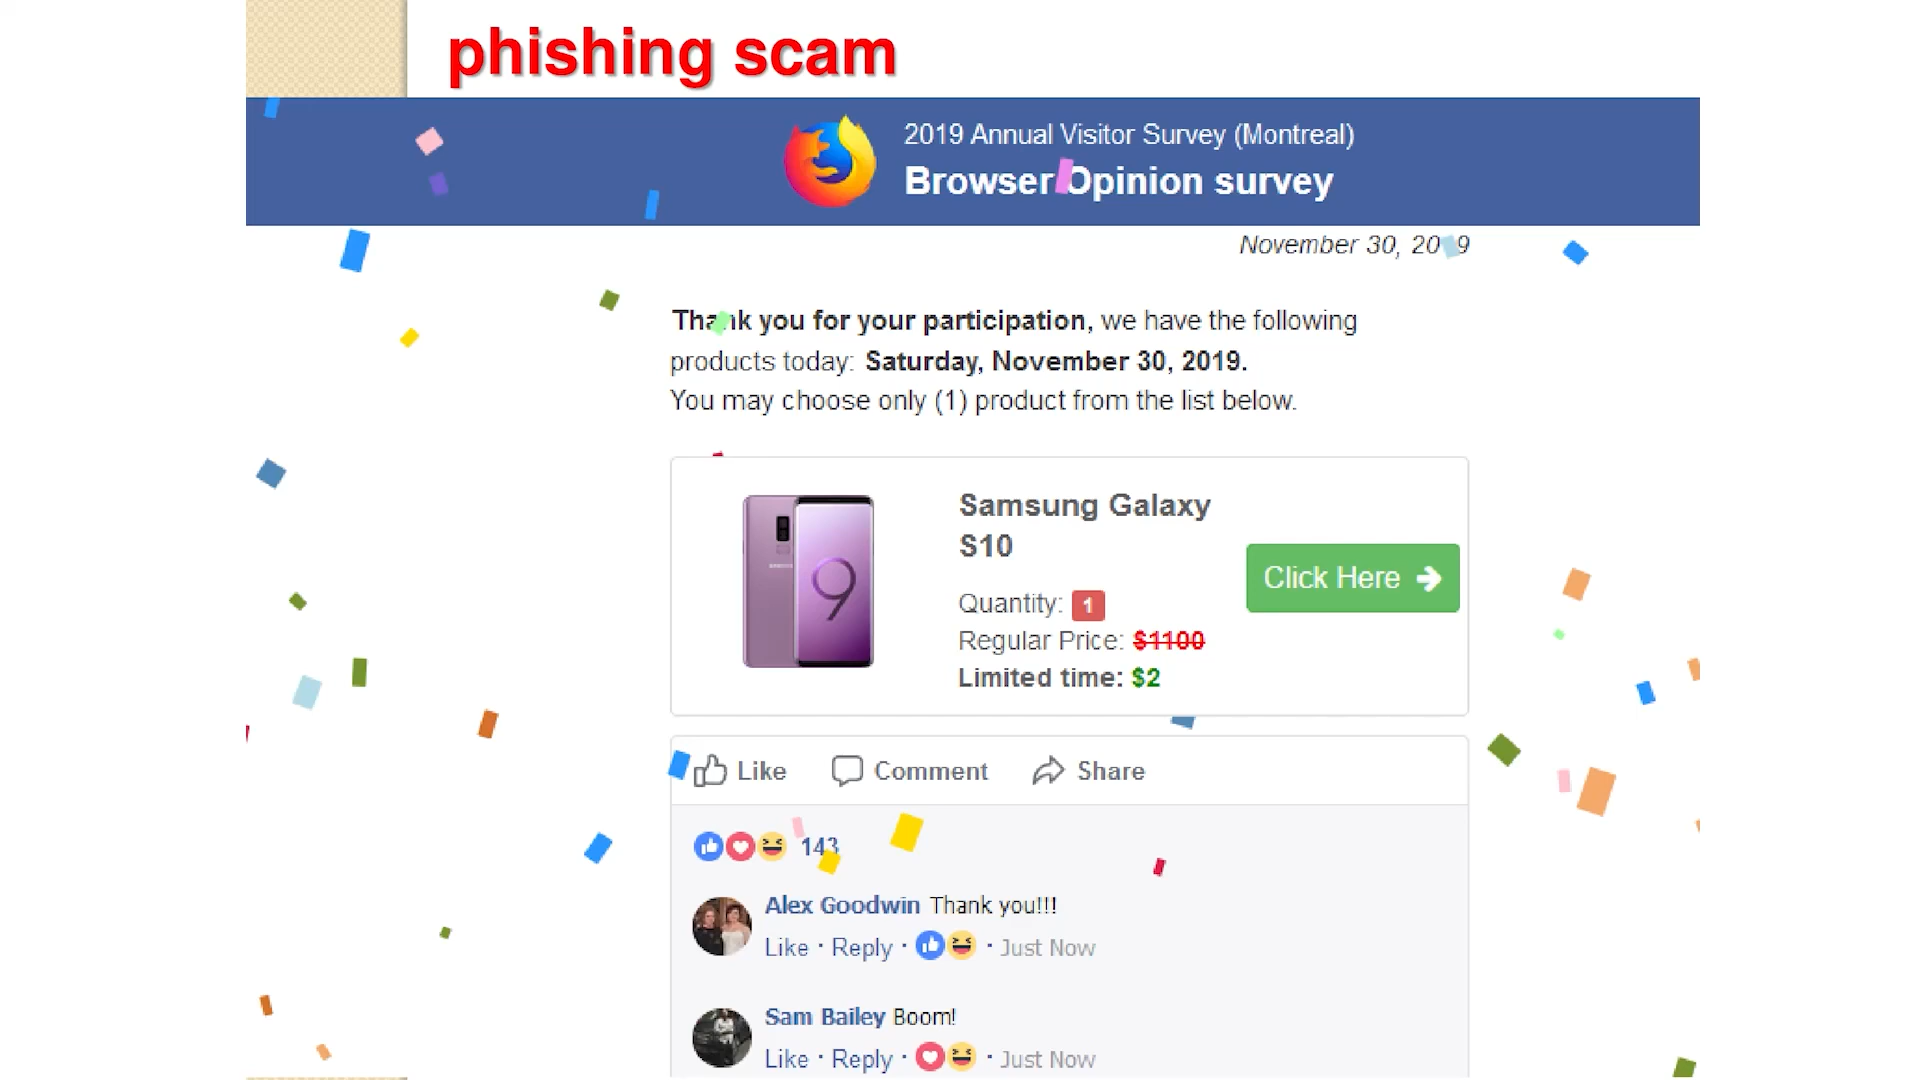 phishing scam
2019 Annual Visitor Survey (Montreal)
Browser Opinion survey
November 30, 2019
Thank you for your participation, we have the following
products today: Saturday, November 30, 2019.
You may choose only (1) product from the list below.
SAMSUNG
9
Samsung Galaxy
S10
Quantity: 1
Regular Price: $1100
Limited time: $2
Click Here
Like Comment Share
143
Alex Goodwin Thank you!!!
Like · Reply · · Just Now
Sam Bailey Boom!
Like · Reply · · Just Now